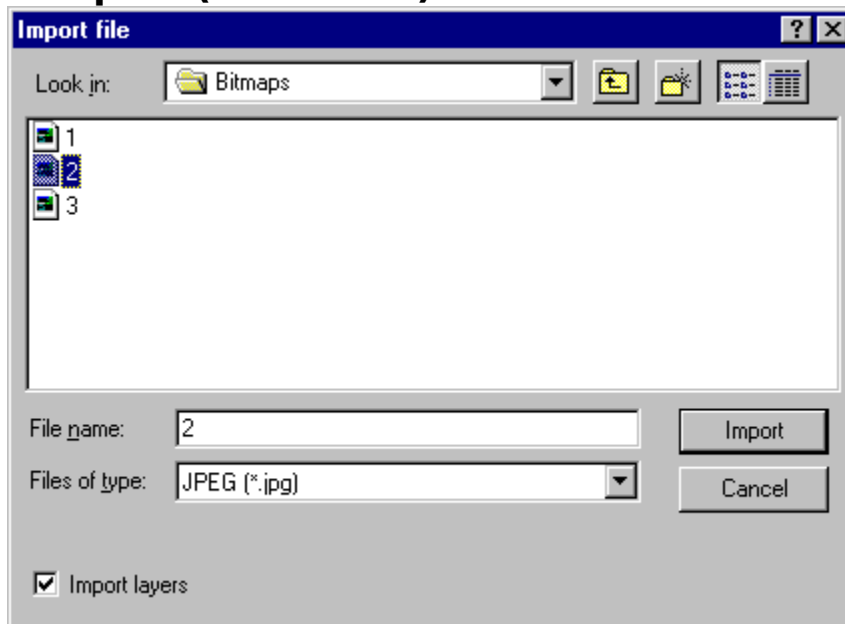 Import file
Look in: Bitmaps
1
2
3
File name: 2 Import
Files of type: JPEG (*.jpg) Cancel
Import layers